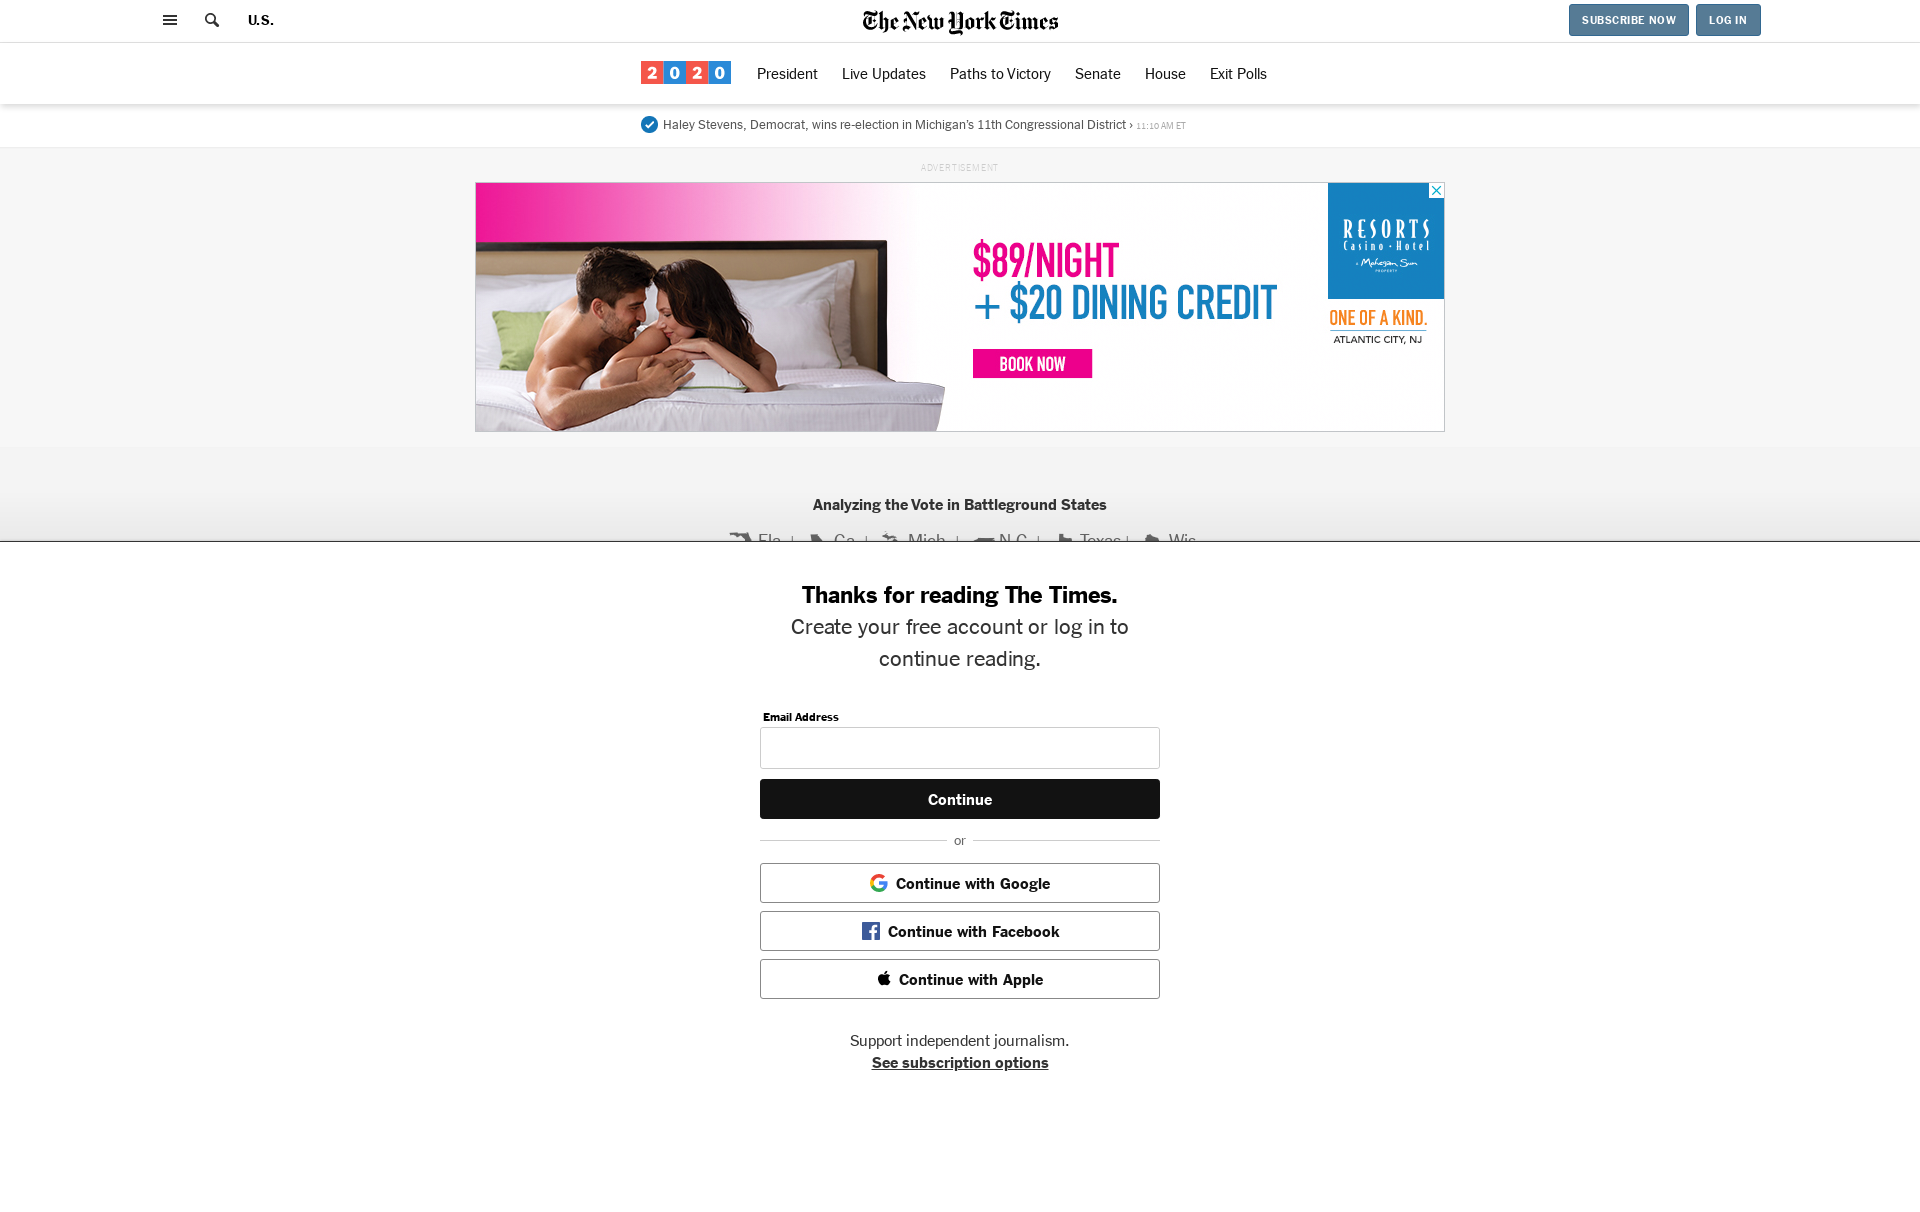 U.S.
The New York Times
SUBSCRIBE NOW
LOG IN
2020
President
Live Updates
Paths to Victory
Senate
House
Exit Polls
Haley Stevens, Democrat, wins re-election in Michigan's 11th Congressional District › 11:10 AM ET
ADVERTISEMENT
$89/NIGHT
+ $20 DINING CREDIT
BOOK NOW
RESORTS
Casino • Hotel
A Mohegan Sun
PROPERTY
ONE OF A KIND.
ATLANTIC CITY, NJ
Analyzing the Vote in Battleground States
Fla. | Ga. | Mich. | N.C. | Texas | Wis.
Thanks for reading The Times.
Create your free account or log in to
continue reading.
Email Address
Continue
or
Continue with Google
Continue with Facebook
Continue with Apple
Support independent journalism.
See subscription options